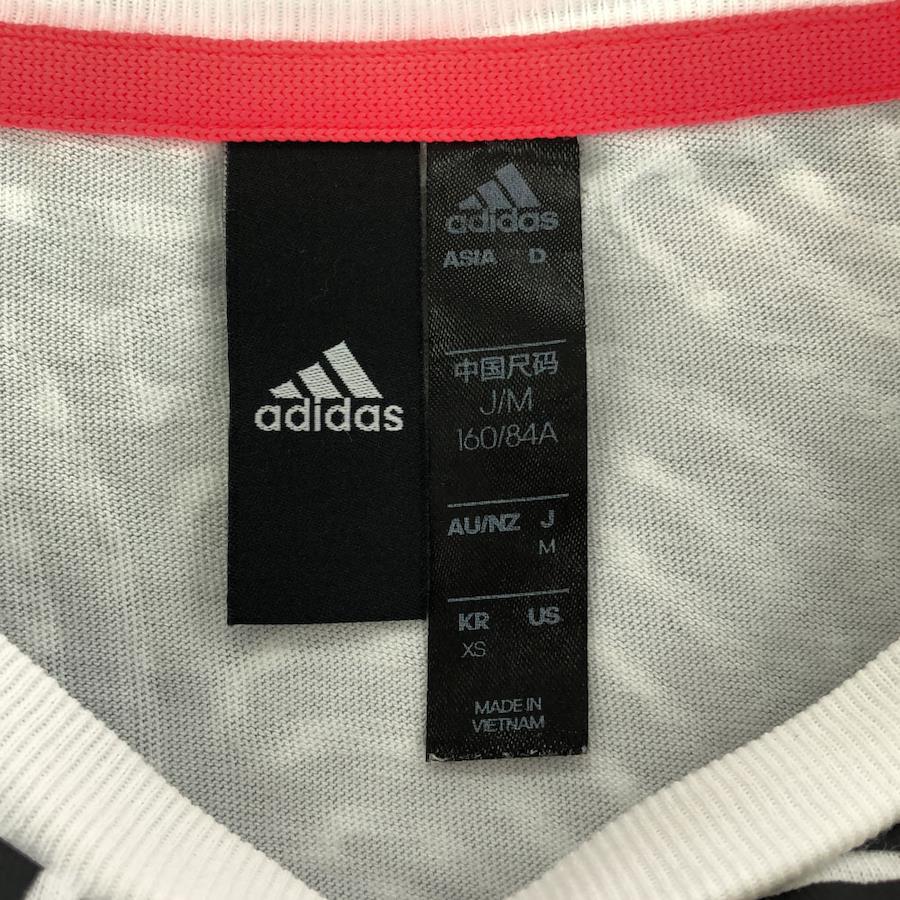 adidas
adidas
ASIA D
中国尺码
J/M
160/84A
AU/NZ J
M
KR US
XS
MADE IN
VIETNAM